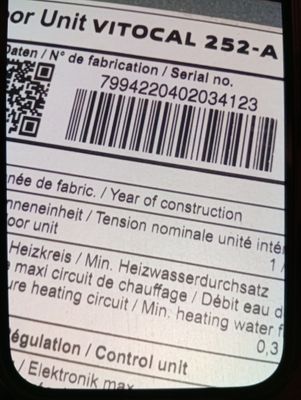 oor Unit VITOCAL 252-A
Daten / N° de fabrication / Serial no.
7994220402034123
née de fabric. / Year of construction
nneneinheit / Tension nominale unité inté
oor unit
1 /
Heizkreis / Min. Heizwasserdurchsatz
maxi circuit de chauffage / Débit eau d
ure heating circuit / Min. heating water f
0,3
égulation / Control unit
/ Elektronik max